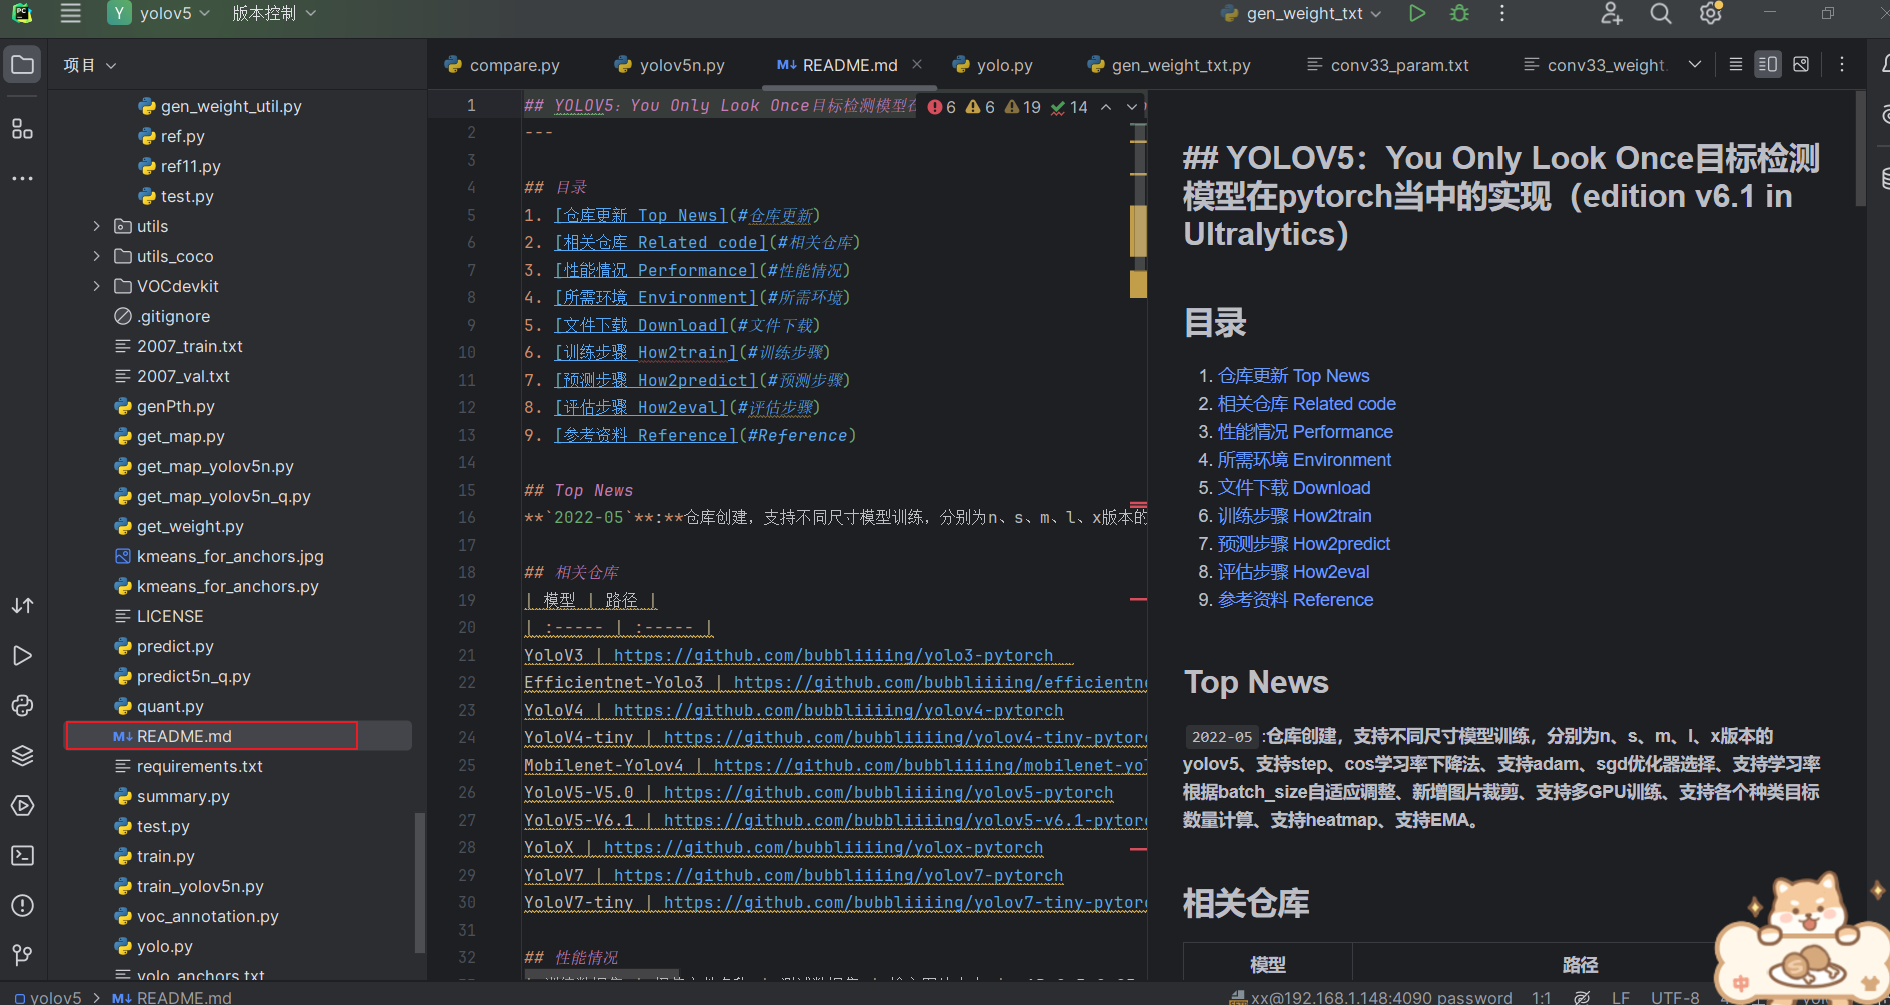 Y yolov5 版本控制 gen_weight_txt
项目
gen_weight_util.py
ref.py
ref11.py
test.py
utils
utils_coco
VOCdevkit
.gitignore
2007_train.txt
2007_val.txt
genPth.py
get_map.py
get_map_yolov5n.py
get_map_yolov5n_q.py
get_weight.py
kmeans_for_anchors.jpg
kmeans_for_anchors.py
LICENSE
predict.py
predict5n_q.py
quant.py
M↓ README.md
requirements.txt
summary.py
test.py
train.py
train_yolov5n.py
voc_annotation.py
yolo.py
yolo_anchors.txt
compare.py yolov5n.py M↓ README.md yolo.py gen_weight_txt.py conv33_param.txt conv33_weight.
6 6 19 14
1 ## YOLOV5：You Only Look Once目标检测模型在
2 ---
3
4 ## 目录
5 1. [仓库更新 Top News](#仓库更新)
6 2. [相关仓库 Related code](#相关仓库)
7 3. [性能情况 Performance](#性能情况)
8 4. [所需环境 Environment](#所需环境)
9 5. [文件下载 Download](#文件下载)
10 6. [训练步骤 How2train](#训练步骤)
11 7. [预测步骤 How2predict](#预测步骤)
12 8. [评估步骤 How2eval](#评估步骤)
13 9. [参考资料 Reference](#Reference)
14
15 ## Top News
16 **`2022-05`**:**仓库创建，支持不同尺寸模型训练，分别为n、s、m、l、x版本的
17
18 ## 相关仓库
19 | 模型 | 路径 |
20 | :----- | :----- |
21 YoloV3 | https://github.com/bubbliiiing/yolo3-pytorch
22 Efficientnet-Yolo3 | https://github.com/bubbliiiing/efficientne
23 YoloV4 | https://github.com/bubbliiiing/yolov4-pytorch
24 YoloV4-tiny | https://github.com/bubbliiiing/yolov4-tiny-pytorc
25 Mobilenet-Yolov4 | https://github.com/bubbliiiing/mobilenet-yol
26 YoloV5-V5.0 | https://github.com/bubbliiiing/yolov5-pytorch
27 YoloV5-V6.1 | https://github.com/bubbliiiing/yolov5-v6.1-pytorc
28 YoloX | https://github.com/bubbliiiing/yolox-pytorch
29 YoloV7 | https://github.com/bubbliiiing/yolov7-pytorch
30 YoloV7-tiny | https://github.com/bubbliiiing/yolov7-tiny-pytorc
31
32 ## 性能情况
## YOLOV5：You Only Look Once目标检测
模型在pytorch当中的实现（edition v6.1 in
Ultralytics）
目录
1. 仓库更新 Top News
2. 相关仓库 Related code
3. 性能情况 Performance
4. 所需环境 Environment
5. 文件下载 Download
6. 训练步骤 How2train
7. 预测步骤 How2predict
8. 评估步骤 How2eval
9. 参考资料 Reference
Top News
2022-05 :仓库创建，支持不同尺寸模型训练，分别为n、s、m、l、x版本的
yolov5、支持step、cos学习率下降法、支持adam、sgd优化器选择、支持学习率
根据batch_size自适应调整、新增图片裁剪、支持多GPU训练、支持各个种类目标
数量计算、支持heatmap、支持EMA。
相关仓库
模型 路径
中
yolov5 > M↓ README.md xx@192.168.1.148:4090 password 1:1 LF UTF-8